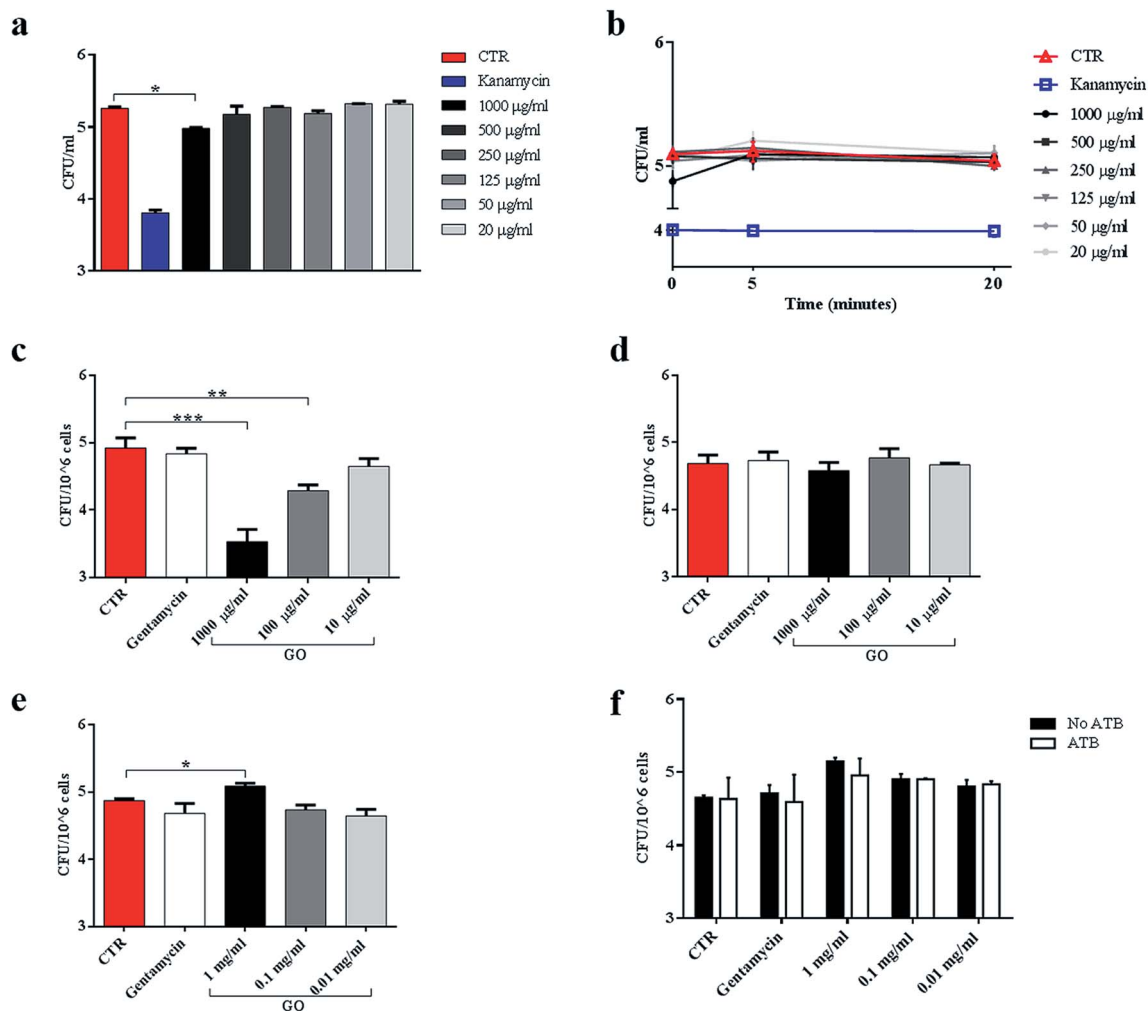 a
6
5
4
3
CFU/ml
*
CTR
Kanamycin
1000 µg/ml
500 µg/ml
250 µg/ml
125 µg/ml
50 µg/ml
20 µg/ml
b
6
5
4
CFU/ml
0
5
20
Time (minutes)
CTR
Kanamycin
1000 µg/ml
500 µg/ml
250 µg/ml
125 µg/ml
50 µg/ml
20 µg/ml
c
6
5
4
3
CFU/10^6 cells
**
***
CTR
Gentamycin
1000 µg/ml
100 µg/ml
10 µg/ml
GO
d
6
5
4
3
CFU/10^6 cells
CTR
Gentamycin
1000 µg/ml
100 µg/ml
10 µg/ml
GO
e
6
5
4
3
CFU/10^6 cells
*
CTR
Gentamycin
1 mg/ml
0.1 mg/ml
0.01 mg/ml
GO
f
6
5
4
3
CFU/10^6 cells
No ATB
ATB
CTR
Gentamycin
1 mg/ml
0.1 mg/ml
0.01 mg/ml